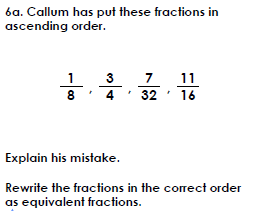 6a. Callum has put these fractions in
ascending order.
1/8 , 3/4 , 7/32 , 11/16
Explain his mistake.
Rewrite the fractions in the correct order
as equivalent fractions.